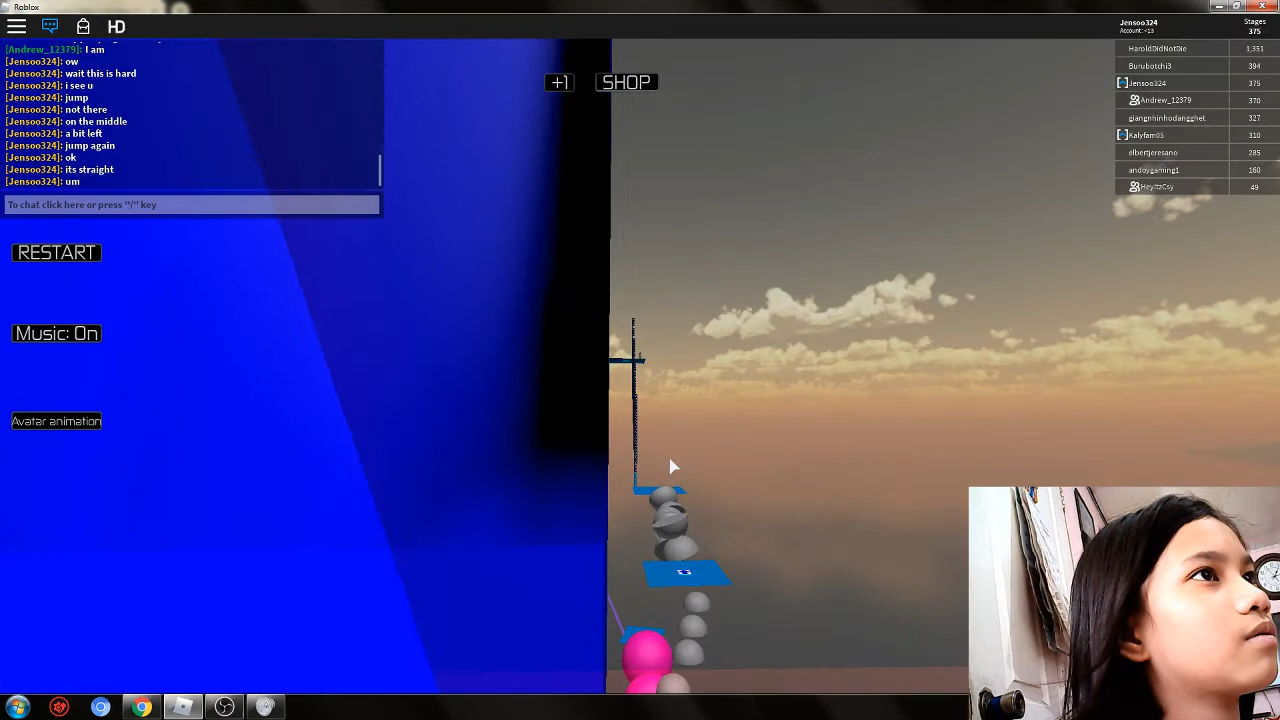 Roblox
HD
Jensoo324
Account: <13
Stages
375
[Andrew_12379]: I am
[Jensoo324]: ow
[Jensoo324]: wait this is hard
[Jensoo324]: i see u
[Jensoo324]: jump
[Jensoo324]: not there
[Jensoo324]: on the middle
[Jensoo324]: a bit left
[Jensoo324]: jump again
[Jensoo324]: ok
[Jensoo324]: its straight
[Jensoo324]: um
To chat click here or press "/" key
+1
SHOP
HaroldDidNotDie 1,351
Burubotchi3 394
Jensoo324 375
Andrew_12379 370
giangnhinhodangghet 327
Kalyfam05 310
elbertjeresano 285
andoygaming1 160
HeyItzCsy 49
RESTART
Music: On
Avatar animation